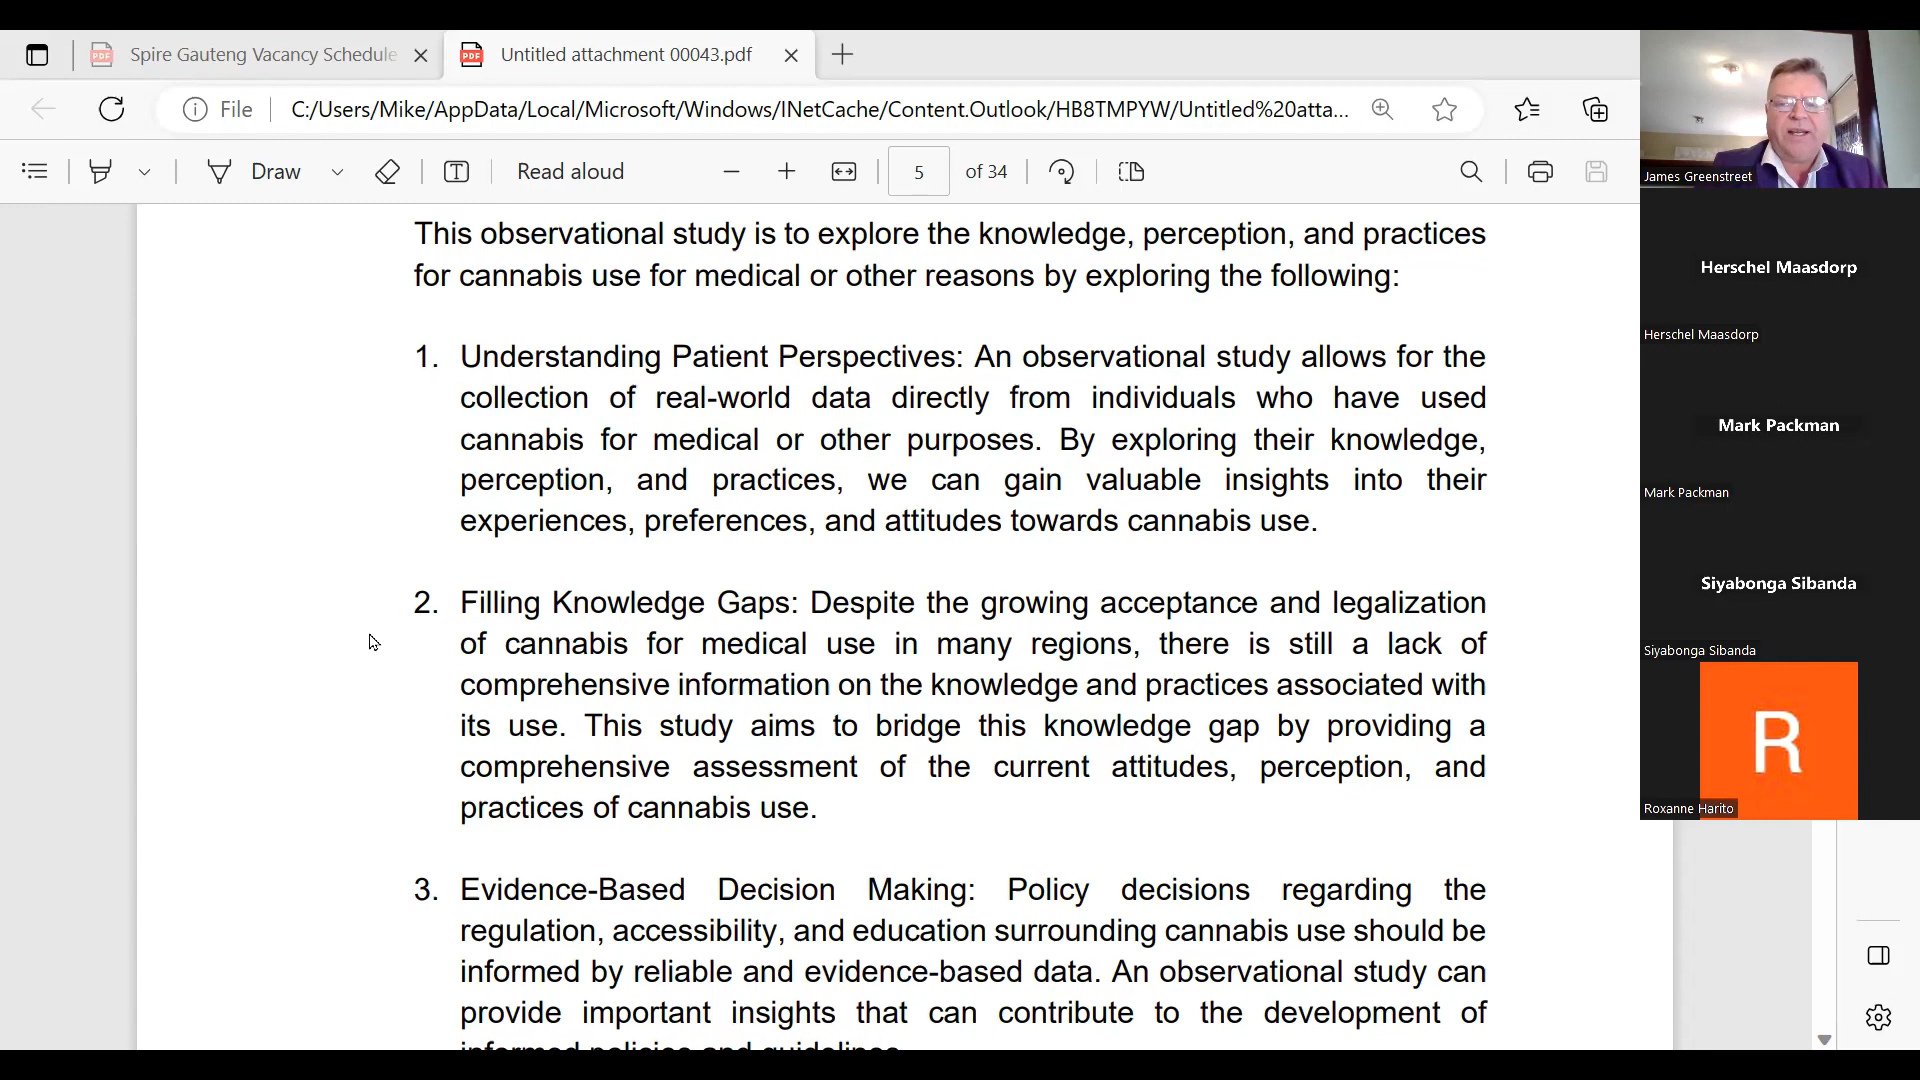 Spire Gauteng Vacancy Schedule
Untitled attachment 00043.pdf
File
C:/Users/Mike/AppData/Local/Microsoft/Windows/INetCache/Content.Outlook/HB8TMPYW/Untitled%20atta...
Draw
Read aloud
5 of 34
This observational study is to explore the knowledge, perception, and practices
for cannabis use for medical or other reasons by exploring the following:
1. Understanding Patient Perspectives: An observational study allows for the
collection of real-world data directly from individuals who have used
cannabis for medical or other purposes. By exploring their knowledge,
perception, and practices, we can gain valuable insights into their
experiences, preferences, and attitudes towards cannabis use.
2. Filling Knowledge Gaps: Despite the growing acceptance and legalization
of cannabis for medical use in many regions, there is still a lack of
comprehensive information on the knowledge and practices associated with
its use. This study aims to bridge this knowledge gap by providing a
comprehensive assessment of the current attitudes, perception, and
practices of cannabis use.
3. Evidence-Based Decision Making: Policy decisions regarding the
regulation, accessibility, and education surrounding cannabis use should be
informed by reliable and evidence-based data. An observational study can
provide important insights that can contribute to the development of
informed policies and guidelines.
James Greenstreet
Herschel Maasdorp
Herschel Maasdorp
Mark Packman
Mark Packman
Siyabonga Sibanda
Siyabonga Sibanda
R
Roxanne Harito